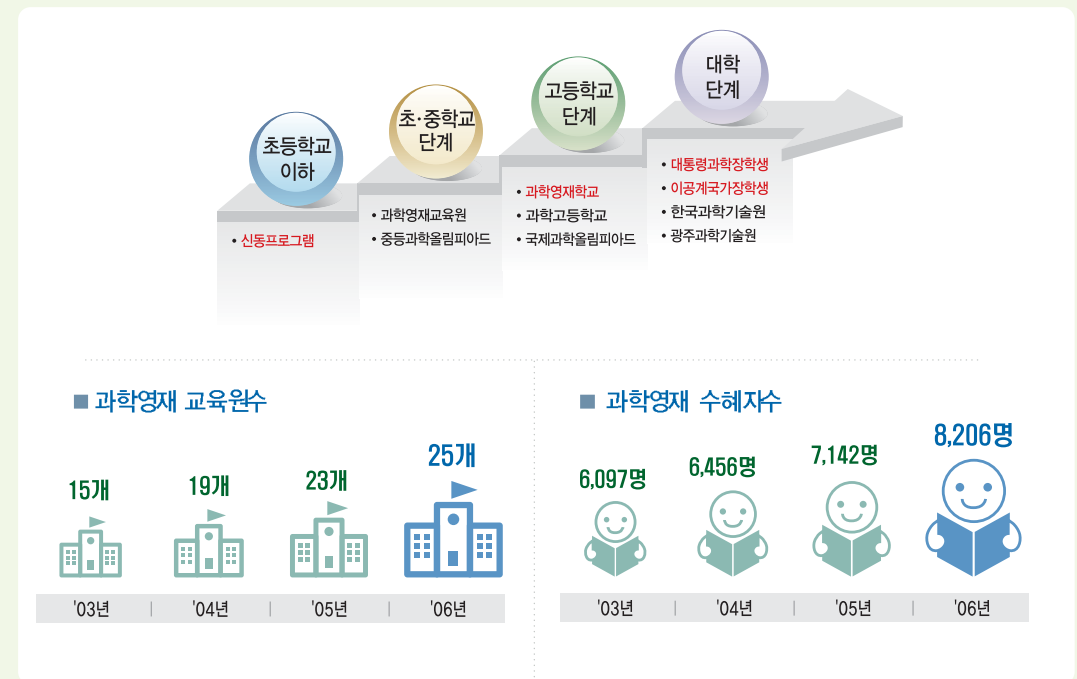 초등학교
이하
초·중학교
단계
고등학교
단계
대학
단계
• 신동프로그램
• 과학영재교육원
• 중등과학올림피아드
• 과학영재학교
• 과학고등학교
• 국제과학올림피아드
• 대통령과학장학생
• 이공계국가장학생
• 한국과학기술원
• 광주과학기술원
■ 과학영재 교육원수
15개
19개
23개
25개
'03년 | '04년 | '05년 | '06년
■ 과학영재 수혜자수
6,097명
6,456명
7,142명
8,206명
'03년 | '04년 | '05년 | '06년